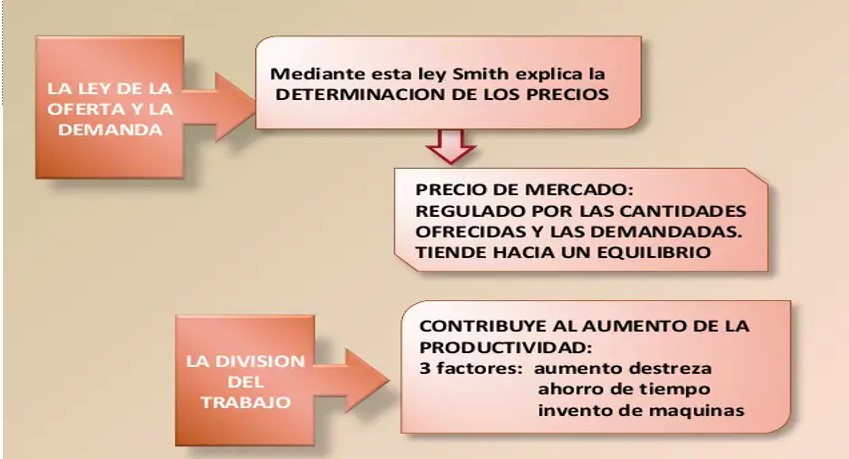 LA LEY DE LA
OFERTA Y LA
DEMANDA
Mediante esta ley Smith explica la
DETERMINACION DE LOS PRECIOS
PRECIO DE MERCADO:
REGULADO POR LAS CANTIDADES
OFRECIDAS Y LAS DEMANDADAS.
TIENDE HACIA UN EQUILIBRIO
LA DIVISION
DEL
TRABAJO
CONTRIBUYE AL AUMENTO DE LA
PRODUCTIVIDAD:
3 factores: aumento destreza
ahorro de tiempo
invento de maquinas